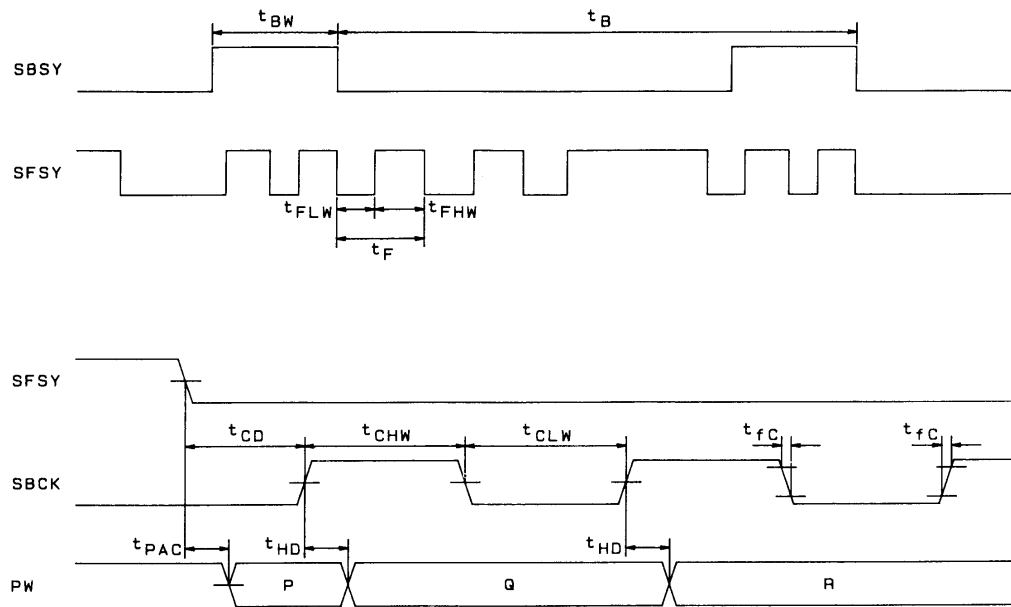 tBW
tB
SBSY
SFSY
tFLW
tFHW
tF
SFSY
tCD
tCHW
tCLW
tfC
tfC
SBCK
tPAC
tHD
tHD
PW
P
Q
R